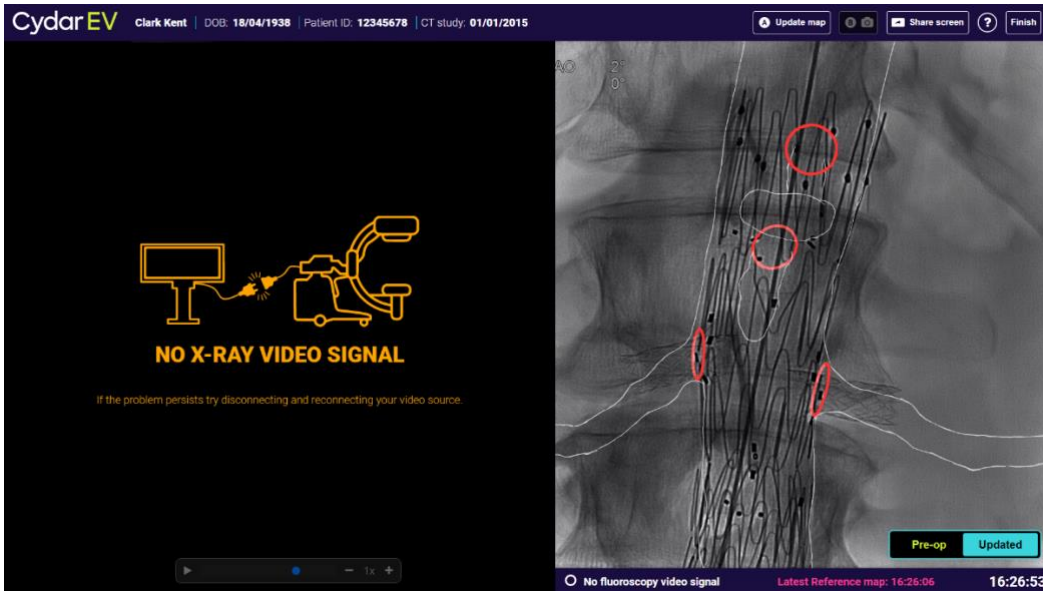 Cydar EV Clark Kent DOB: 18/04/1938 Patient ID: 12345678 CT study: 01/01/2015 A Update map B Share screen ? Finish
AO 2°
0°
NO X-RAY VIDEO SIGNAL
If the problem persists try disconnecting and reconnecting your video source.
1x
Pre-op Updated
No fluoroscopy video signal Latest Reference map: 16:26:06 16:26:53